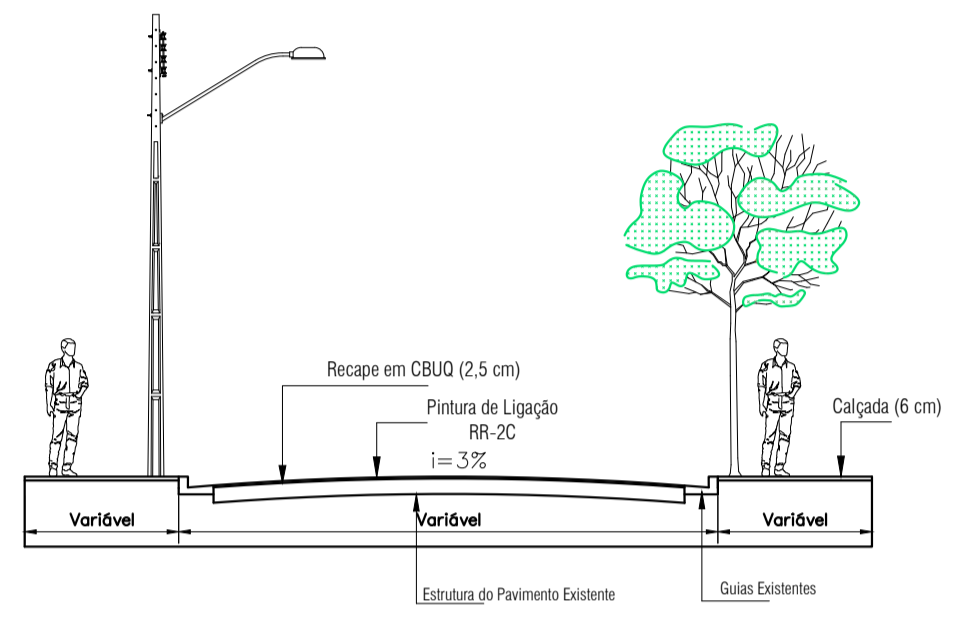 Recape em CBUQ (2,5 cm)
Pintura de Ligação
RR-2C
i=3%
Calçada (6 cm)
Variável
Variável
Variável
Estrutura do Pavimento Existente
Guias Existentes